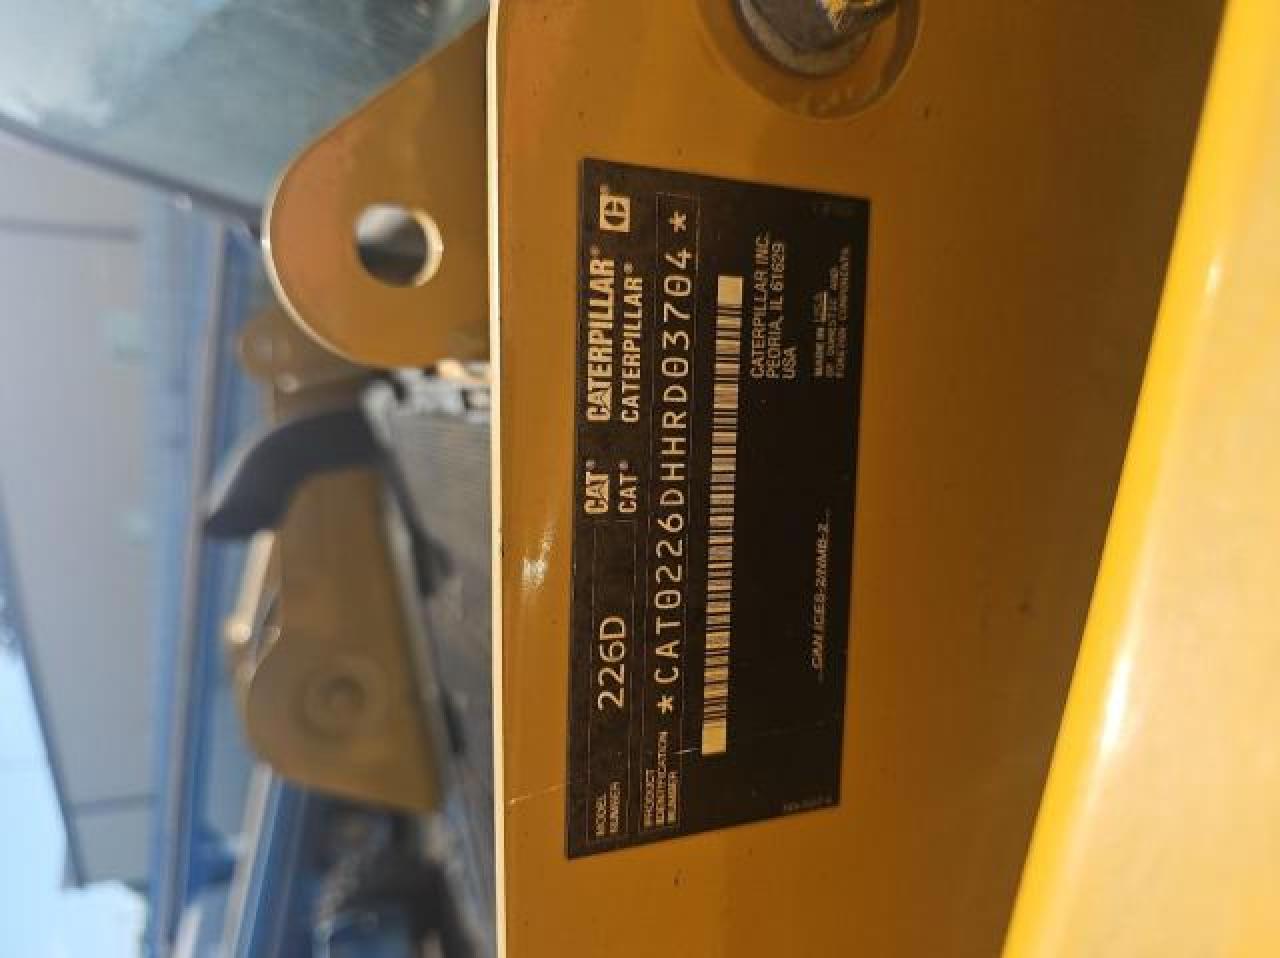 MODEL NUMBER 226D CAT® CATERPILLAR®
CAT® CATERPILLAR®
PRODUCT IDENTIFICATION NUMBER *CAT0226DHHRD03704*
CATERPILLAR INC.
PEORIA, IL 61629
USA
CAN ICES-2/NMB-2
MADE IN USA
OF DOMESTIC AND
FOREIGN COMPONENTS